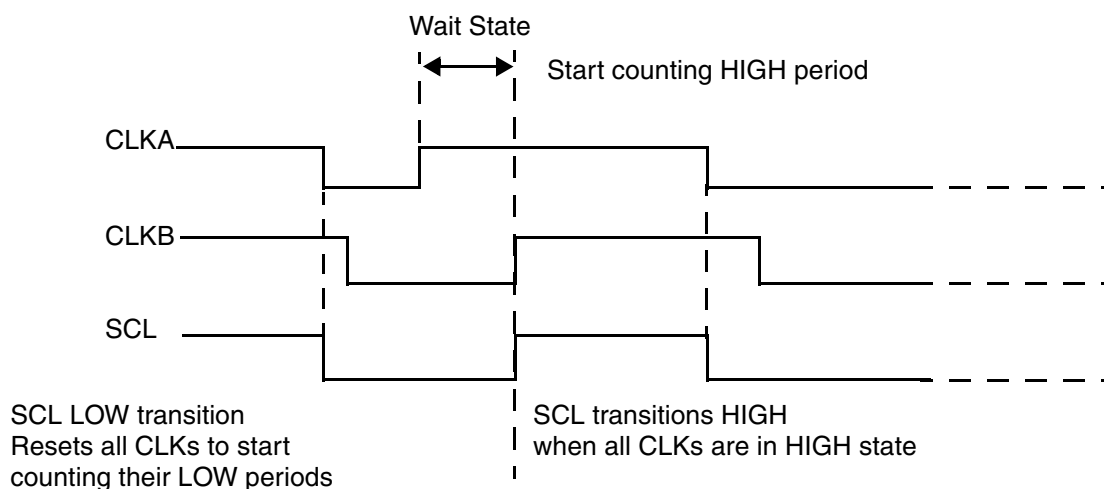 Wait State
Start counting HIGH period
CLKA
CLKB
SCL
SCL LOW transition
Resets all CLKs to start
counting their LOW periods
SCL transitions HIGH
when all CLKs are in HIGH state